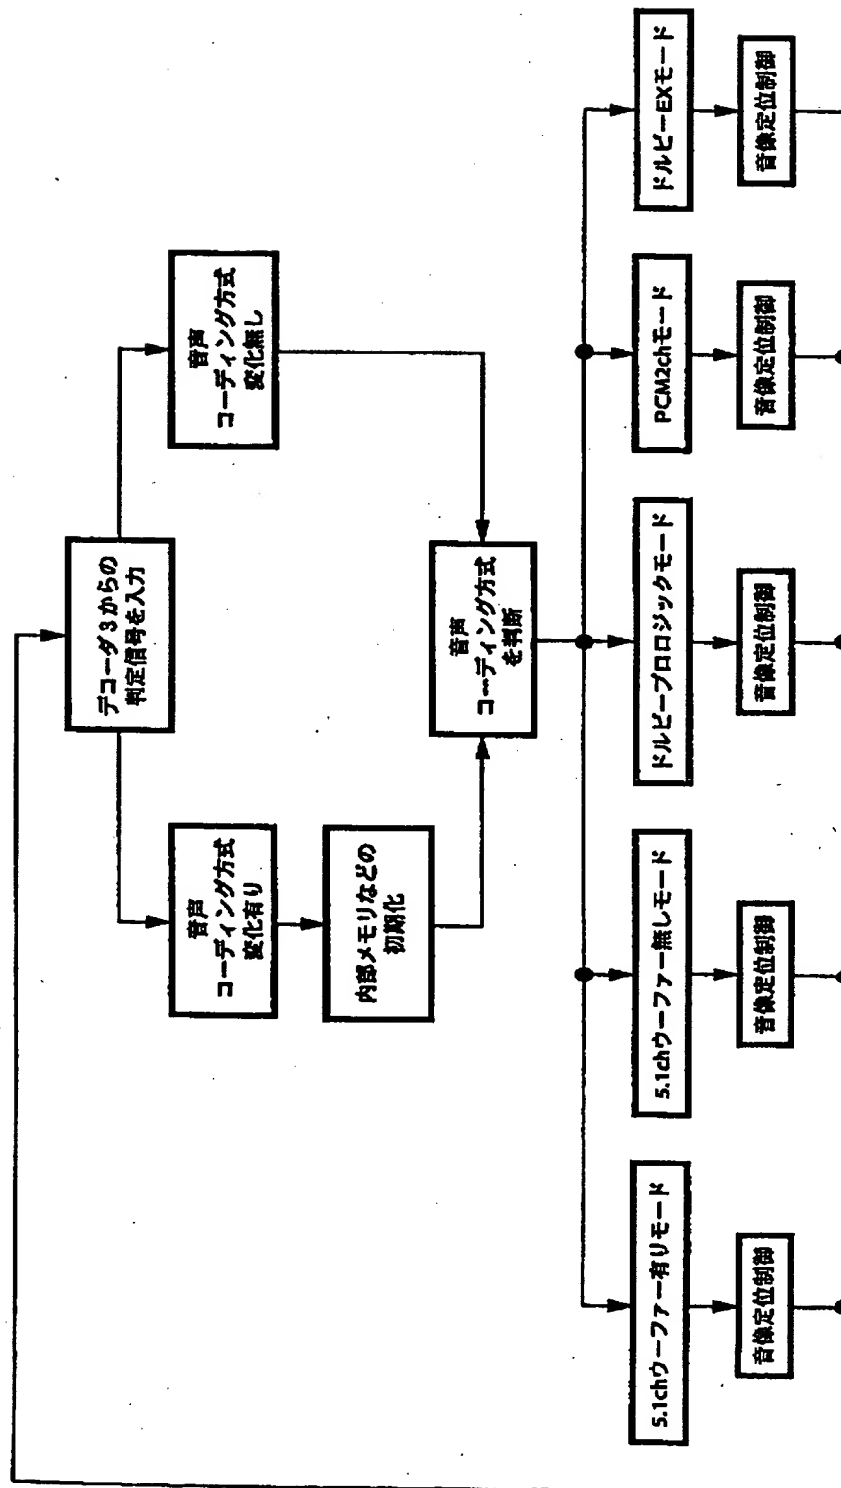 デコーダ3からの
判定信号を入力
音声
コーディング方式
変化有り
音声
コーディング方式
変化無し
内部メモリなどの
初期化
音声
コーディング方式
を判断
5.1chウーファー有りモード
5.1chウーファー無しモード
ドルビープロロジックモード
PCM2chモード
ドルビーEXモード
音像定位制御
音像定位制御
音像定位制御
音像定位制御
音像定位制御